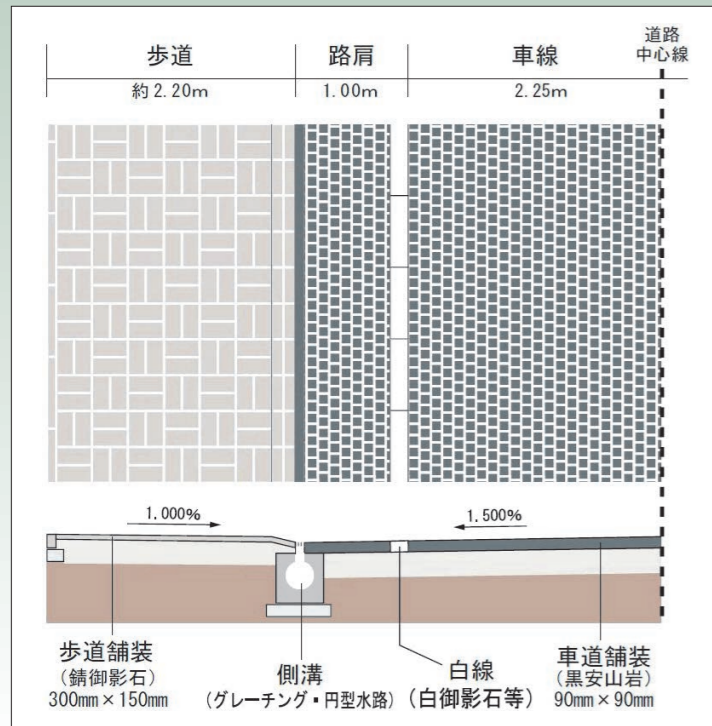 道路
中心線
歩道 路肩 車線
約2.20m 1.00m 2.25m
1.000% 1.500%
歩道舗装
(錆御影石)
300mm×150mm
側溝
(グレーチング・円型水路)
白線
(白御影石等)
車道舗装
(黒安山岩)
90mm×90mm